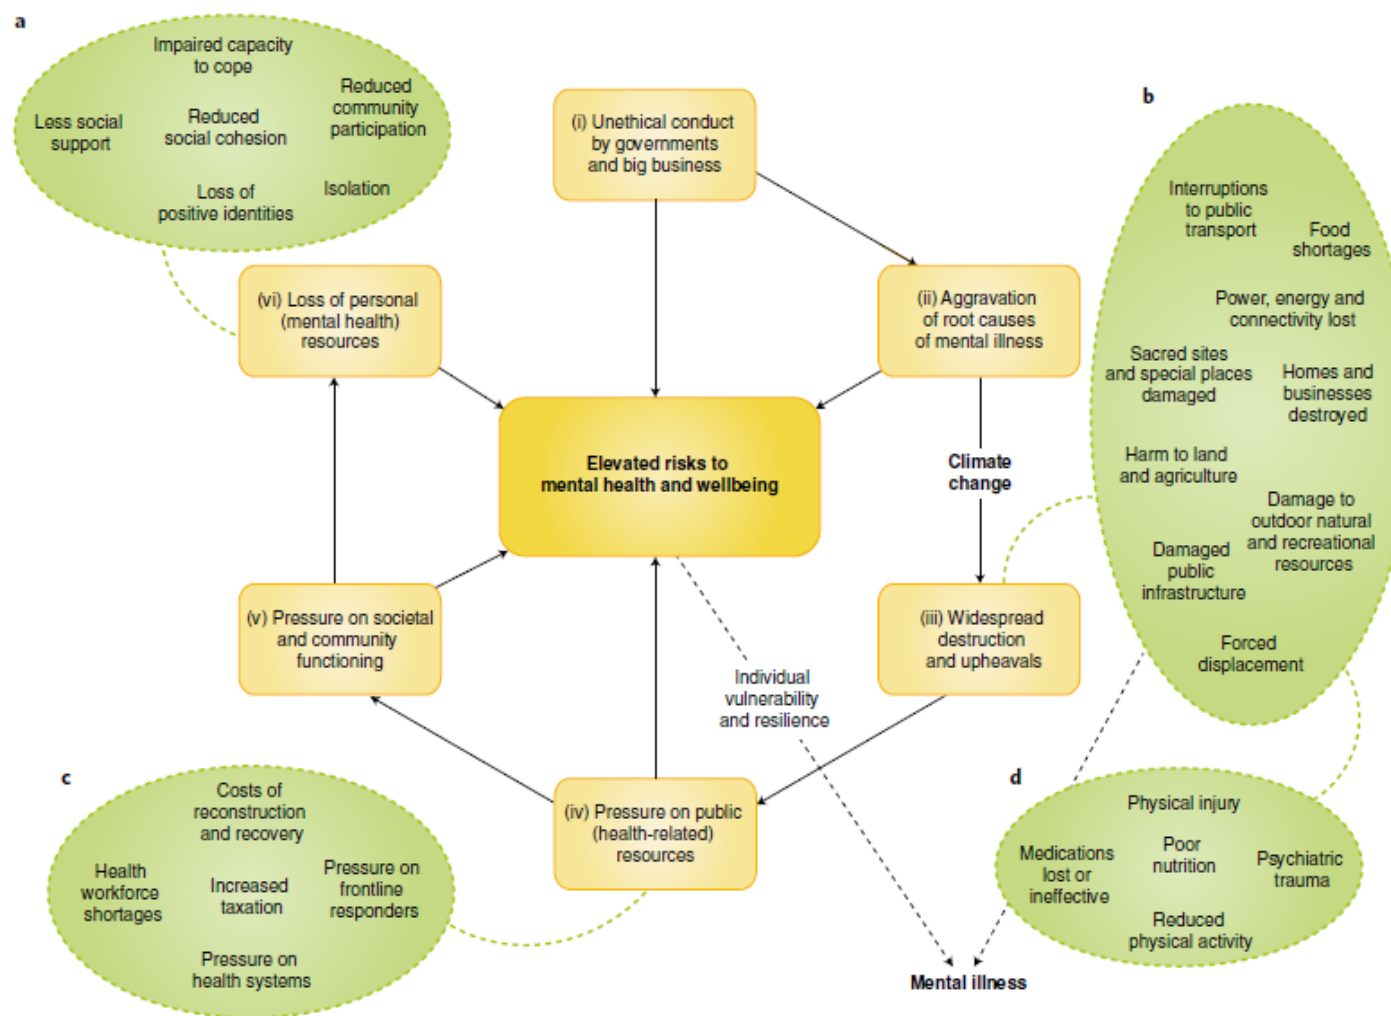 a
Impaired capacity
to cope
Reduced
community
participation
Less social
support
Reduced
social cohesion
Loss of
positive identities
Isolation
(i) Unethical conduct
by governments
and big business
b
Interruptions
to public
transport
Food
shortages
Power, energy and
connectivity lost
Sacred sites
and special places
damaged
Homes and
businesses
destroyed
Harm to land
and agriculture
Damage to
outdoor natural
and recreational
resources
Damaged
public
infrastructure
Forced
displacement
(vi) Loss of personal
(mental health)
resources
(ii) Aggravation
of root causes
of mental illness
Elevated risks to
mental health and wellbeing
Climate
change
(v) Pressure on societal
and community
functioning
(iii) Widespread
destruction
and upheavals
Individual
vulnerability
and resilience
(iv) Pressure on public
(health-related)
resources
c
Costs of
reconstruction
and recovery
Health
workforce
shortages
Increased
taxation
Pressure on
frontline
responders
Pressure on
health systems
d
Physical injury
Medications
lost or
ineffective
Poor
nutrition
Psychiatric
trauma
Reduced
physical activity
Mental illness